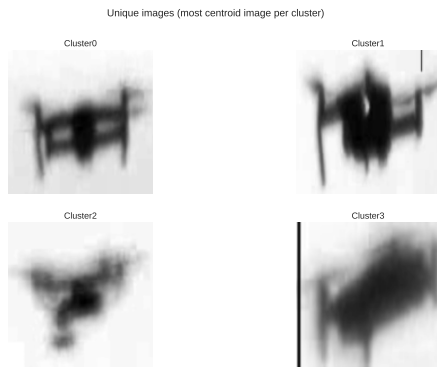 Unique images (most centroid image per cluster)
Cluster0
Cluster1
Cluster2
Cluster3